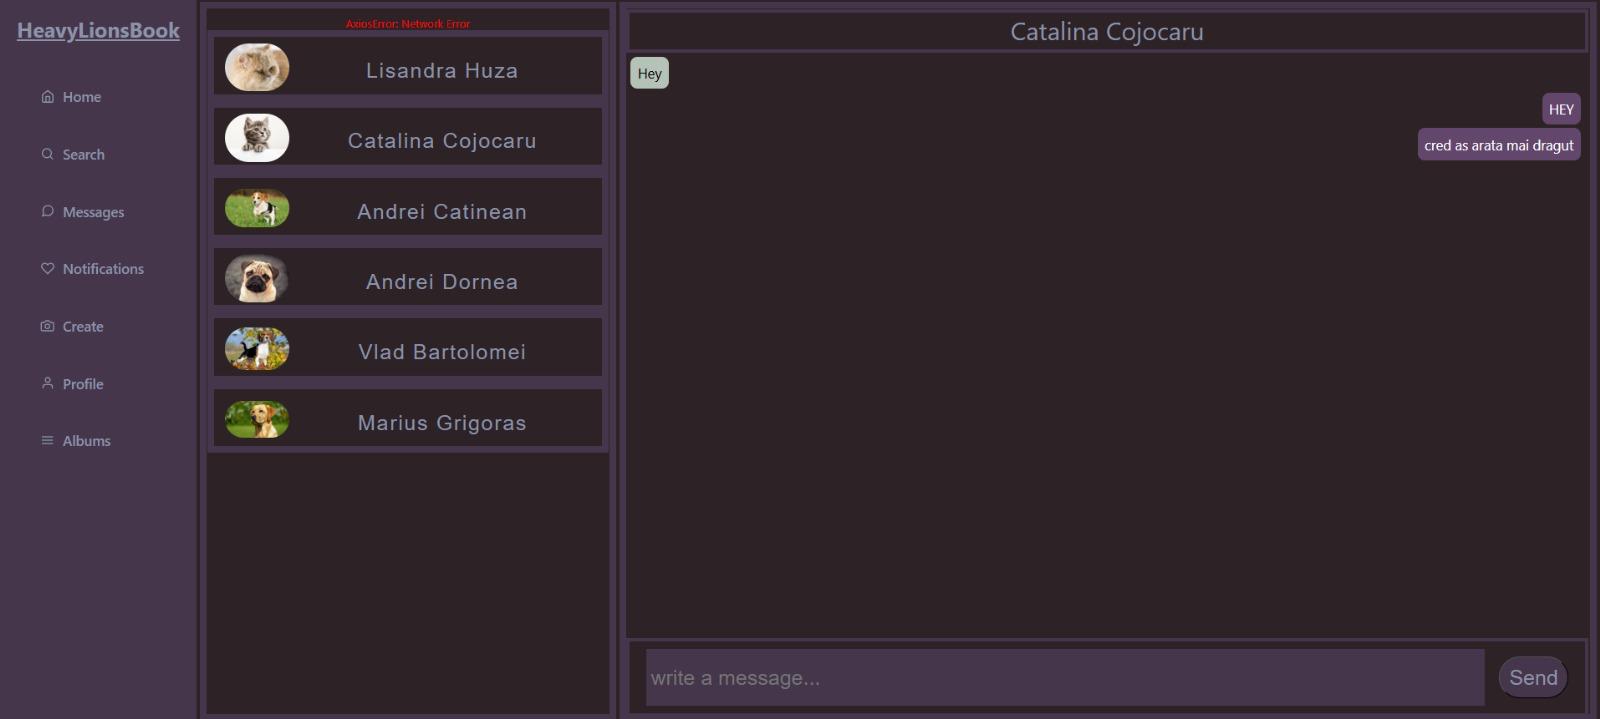 HeavyLionsBook
Home
Search
Messages
Notifications
Create
Profile
Albums
AxiosError: Network Error
Lisandra Huza
Catalina Cojocaru
Andrei Catinean
Andrei Dornea
Vlad Bartolomei
Marius Grigoras
Catalina Cojocaru
Hey
HEY
cred as arata mai dragut
write a message...
Send